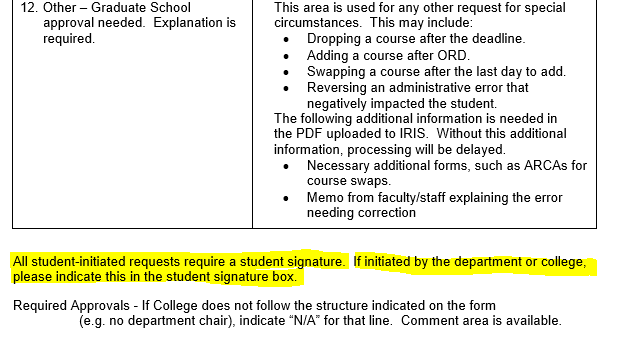 12. Other – Graduate School
approval needed.  Explanation is
required.
This area is used for any other request for special
circumstances.  This may include:
• Dropping a course after the deadline.
• Adding a course after ORD.
• Swapping a course after the last day to add.
• Reversing an administrative error that
negatively impacted the student.
The following additional information is needed in
the PDF uploaded to IRIS.  Without this additional
information, processing will be delayed.
• Necessary additional forms, such as ARCAs for
course swaps.
• Memo from faculty/staff explaining the error
needing correction
All student-initiated requests require a student signature.  If initiated by the department or college,
please indicate this in the student signature box.
Required Approvals - If College does not follow the structure indicated on the form
(e.g. no department chair), indicate “N/A” for that line.  Comment area is available.